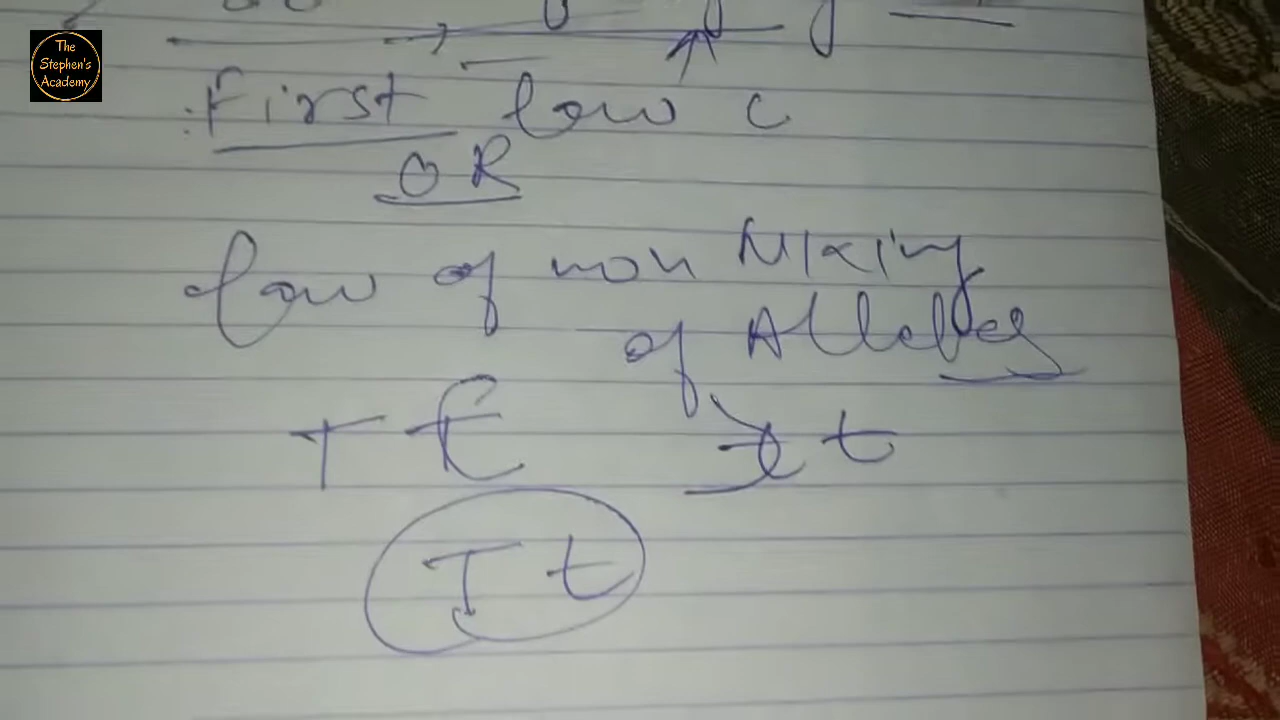 The
Stephen's
Academy
First law c
OR
law of non Mixing
of Alleles
T t t t
T t